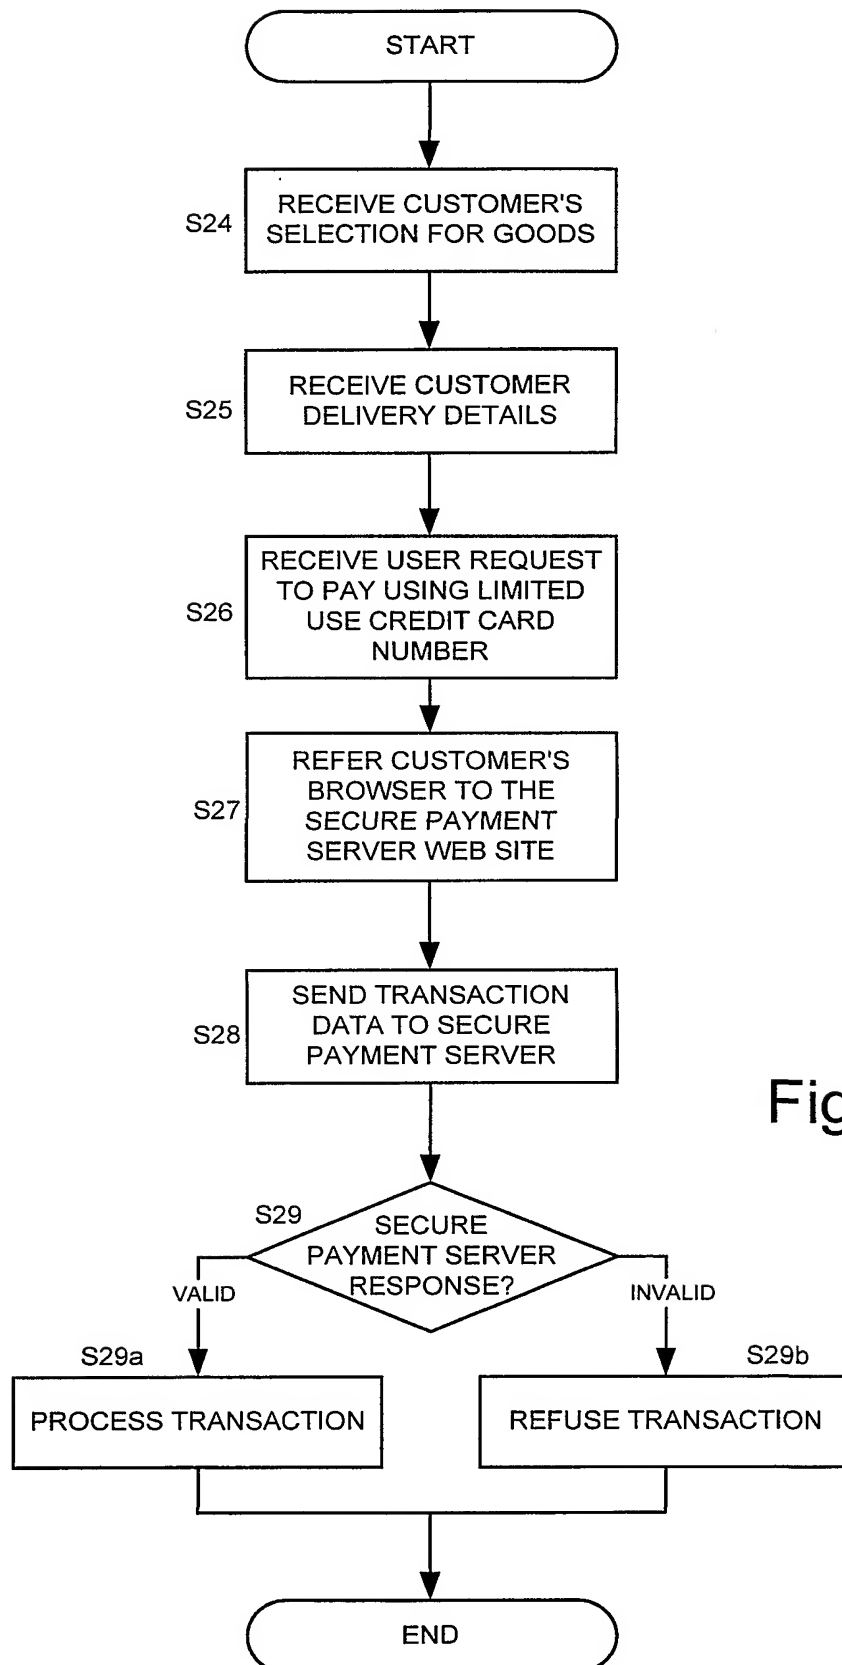 START
S24
RECEIVE CUSTOMER'S
SELECTION FOR GOODS
S25
RECEIVE CUSTOMER
DELIVERY DETAILS
S26
RECEIVE USER REQUEST
TO PAY USING LIMITED
USE CREDIT CARD
NUMBER
S27
REFER CUSTOMER'S
BROWSER TO THE
SECURE PAYMENT
SERVER WEB SITE
S28
SEND TRANSACTION
DATA TO SECURE
PAYMENT SERVER
Fig
S29
SECURE
PAYMENT SERVER
RESPONSE?
VALID
INVALID
S29a
S29b
PROCESS TRANSACTION
REFUSE TRANSACTION
END